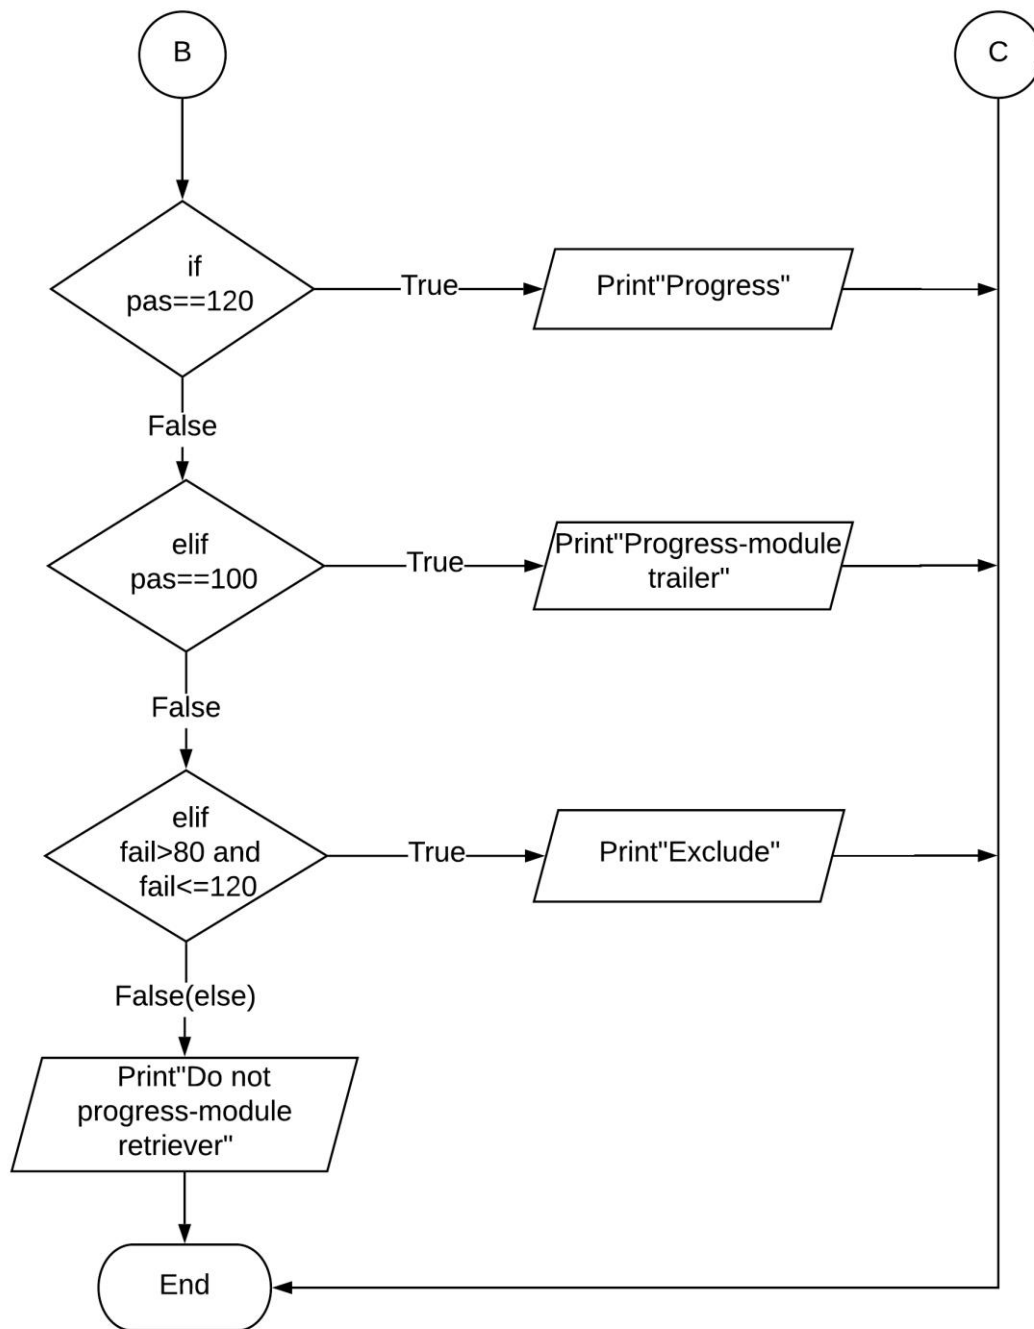 B
C
if
pas==120
True
Print"Progress"
False
elif
pas==100
True
Print"Progress-module
trailer"
False
elif
fail>80 and
fail<=120
True
Print"Exclude"
False(else)
Print"Do not
progress-module
retriever"
End